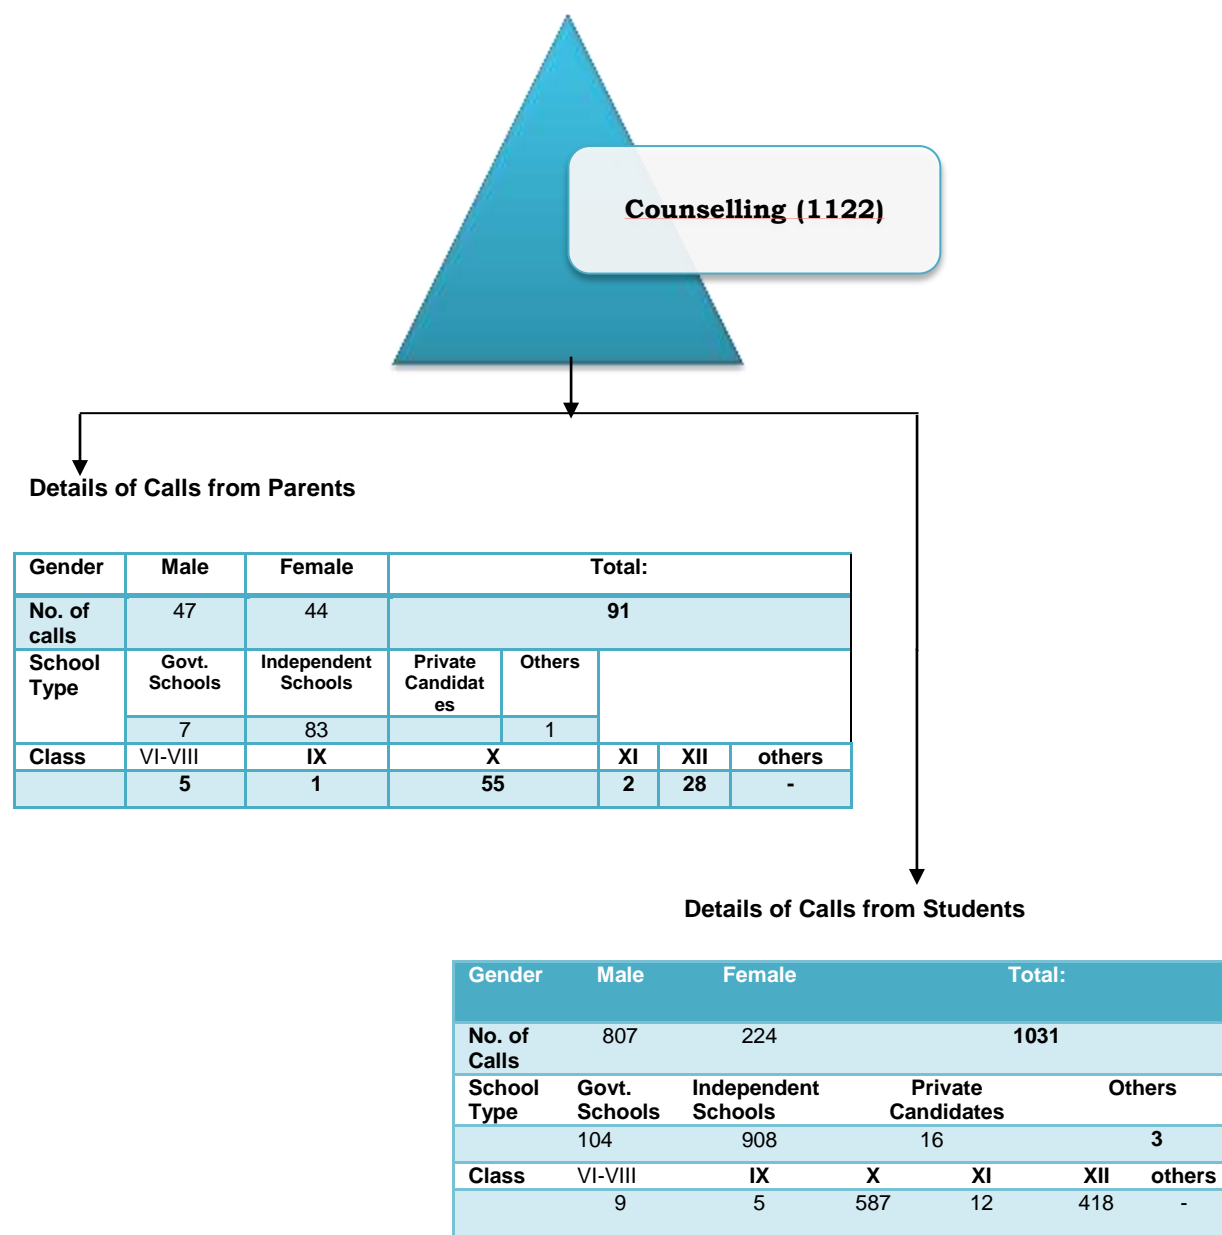 Counselling (1122)
Details of Calls from Parents
Gender Male Female Total:
No. of calls 47 44 91
School Type Govt. Schools Independent Schools Private Candidat es Others
7 83 1
Class VI-VIII IX X XI XII others
5 1 55 2 28 -
Details of Calls from Students
Gender Male Female Total:
No. of Calls 807 224 1031
School Type Govt. Schools Independent Schools Private Candidates Others
104 908 16 3
Class VI-VIII IX X XI XII others
9 5 587 12 418 -